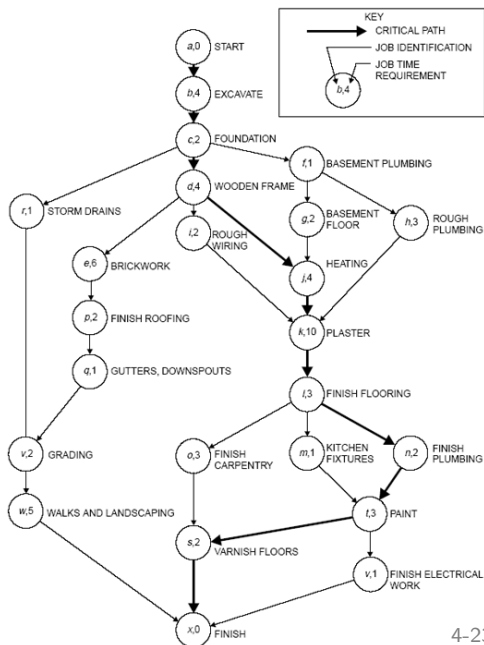 KEY
CRITICAL PATH
JOB IDENTIFICATION
JOB TIME
REQUIREMENT
b,4
a,0 START
b,4 EXCAVATE
c,2 FOUNDATION
f,1 BASEMENT PLUMBING
d,4 WOODEN FRAME
r,1 STORM DRAINS
i,2 ROUGH
WIRING
g,2 BASEMENT
FLOOR
h,3 ROUGH
PLUMBING
e,6 BRICKWORK
j,4 HEATING
p,2 FINISH ROOFING
k,10 PLASTER
q,1 GUTTERS, DOWNSPOUTS
l,3 FINISH FLOORING
v,2 GRADING
o,3 FINISH
CARPENTRY
m,1 KITCHEN
FIXTURES
n,2 FINISH
PLUMBING
w,5 WALKS AND LANDSCAPING
t,3 PAINT
s,2 VARNISH FLOORS
v,1 FINISH ELECTRICAL
WORK
x,0 FINISH
4-23